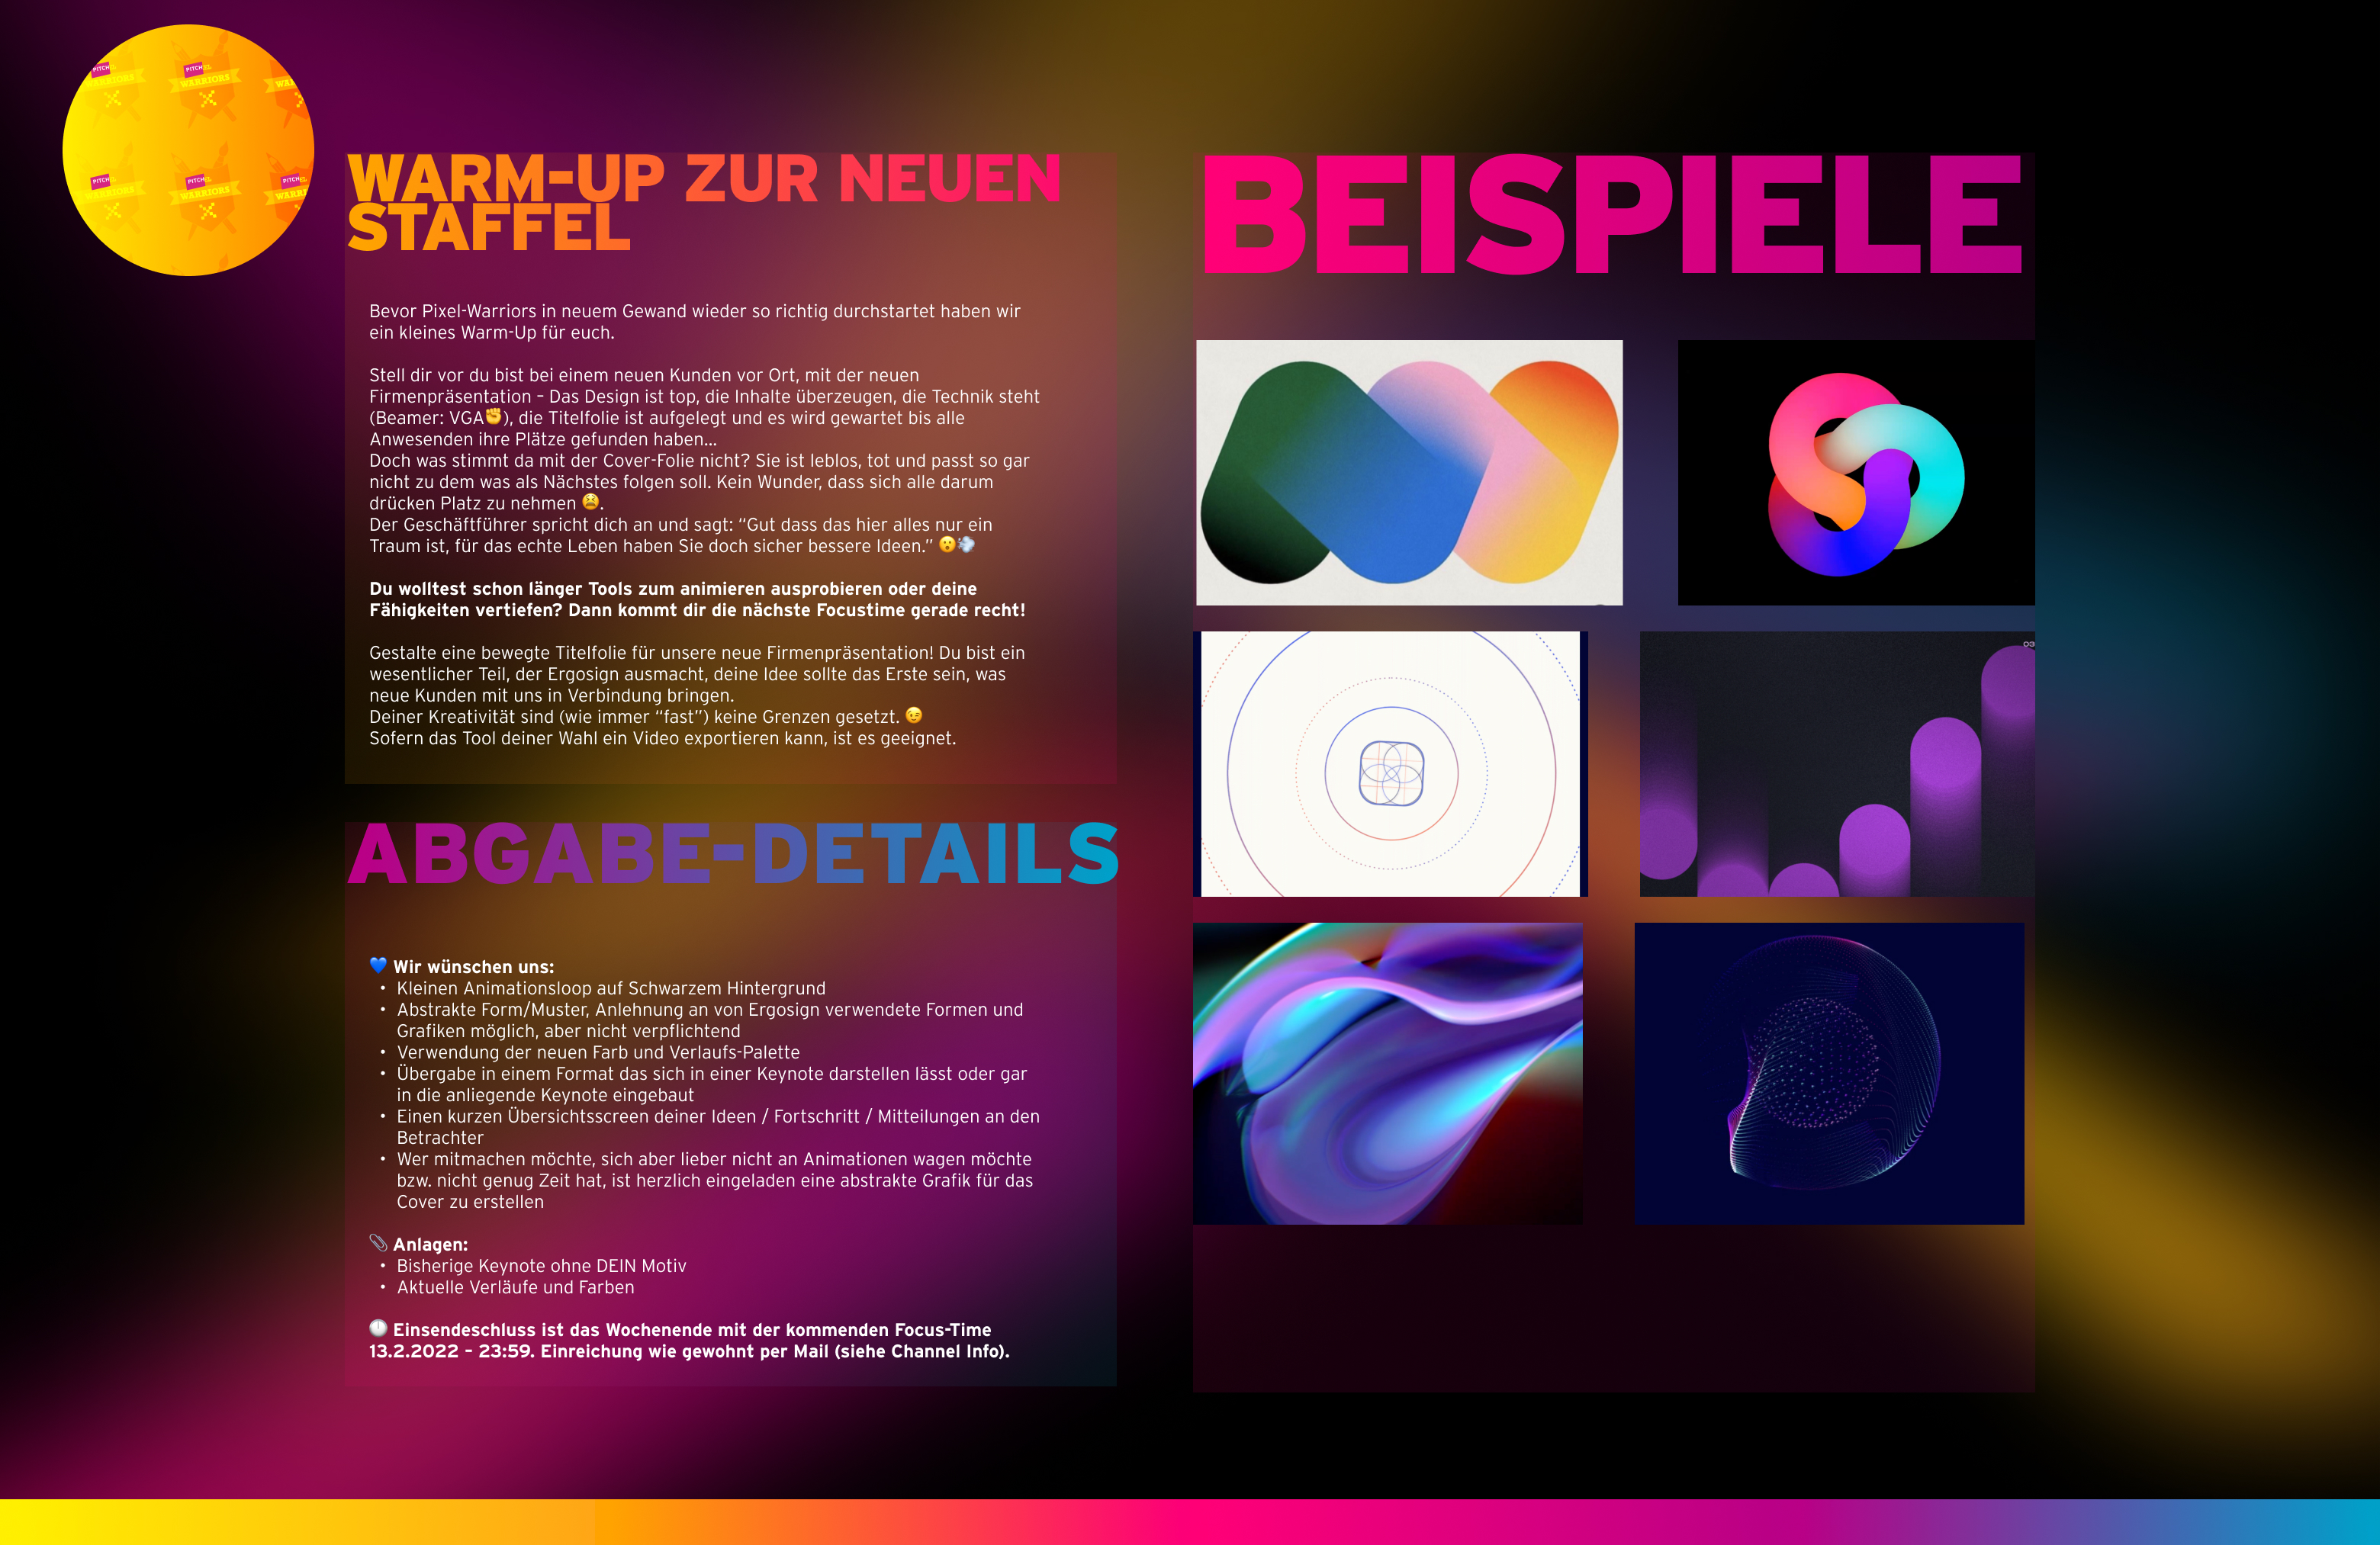 PITCHEL
WARRIORS
PITCHEL
WARRIORS
WAR
PITCHEL
WARRIORS
PITCHEL
WARRIORS
PITCHEL
WARRI
WARM-UP ZUR NEUEN
STAFFEL
Bevor Pixel-Warriors in neuem Gewand wieder so richtig durchstartet haben wir
ein kleines Warm-Up für euch.
Stell dir vor du bist bei einem neuen Kunden vor Ort, mit der neuen
Firmenpräsentation – Das Design ist top, die Inhalte überzeugen, die Technik steht
(Beamer: VGA✊), die Titelfolie ist aufgelegt und es wird gewartet bis alle
Anwesenden ihre Plätze gefunden haben...
Doch was stimmt da mit der Cover-Folie nicht? Sie ist leblos, tot und passt so gar
nicht zu dem was als Nächstes folgen soll. Kein Wunder, dass sich alle darum
drücken Platz zu nehmen 😫.
Der Geschäftführer spricht dich an und sagt: “Gut dass das hier alles nur ein
Traum ist, für das echte Leben haben Sie doch sicher bessere Ideen.” 😮💨
Du wolltest schon länger Tools zum animieren ausprobieren oder deine
Fähigkeiten vertiefen? Dann kommt dir die nächste Focustime gerade recht!
Gestalte eine bewegte Titelfolie für unsere neue Firmenpräsentation! Du bist ein
wesentlicher Teil, der Ergosign ausmacht, deine Idee sollte das Erste sein, was
neue Kunden mit uns in Verbindung bringen.
Deiner Kreativität sind (wie immer “fast”) keine Grenzen gesetzt. 😉
Sofern das Tool deiner Wahl ein Video exportieren kann, ist es geeignet.
ABGABE-DETAILS
💙 Wir wünschen uns:
• Kleinen Animationsloop auf Schwarzem Hintergrund
• Abstrakte Form/Muster, Anlehnung an von Ergosign verwendete Formen und
Grafiken möglich, aber nicht verpflichtend
• Verwendung der neuen Farb und Verlaufs-Palette
• Übergabe in einem Format das sich in einer Keynote darstellen lässt oder gar
in die anliegende Keynote eingebaut
• Einen kurzen Übersichtsscreen deiner Ideen / Fortschritt / Mitteilungen an den
Betrachter
• Wer mitmachen möchte, sich aber lieber nicht an Animationen wagen möchte
bzw. nicht genug Zeit hat, ist herzlich eingeladen eine abstrakte Grafik für das
Cover zu erstellen
📎 Anlagen:
• Bisherige Keynote ohne DEIN Motiv
• Aktuelle Verläufe und Farben
🕛 Einsendeschluss ist das Wochenende mit der kommenden Focus-Time
13.2.2022 – 23:59. Einreichung wie gewohnt per Mail (siehe Channel Info).
BEISPIELE